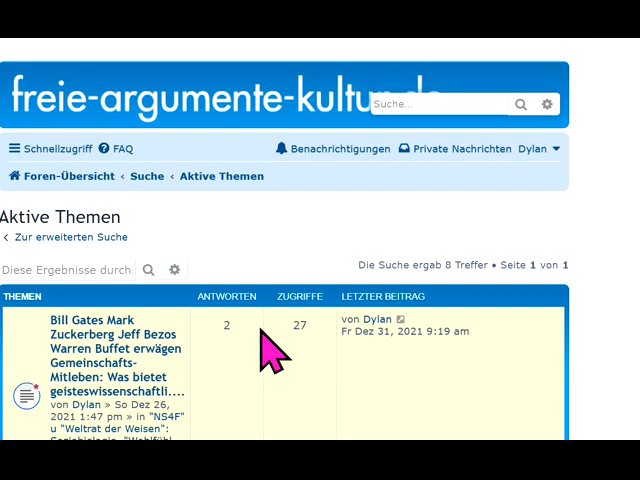 freie-argumente-kultur.de
Suche...
Schnellzugriff FAQ Benachrichtigungen Private Nachrichten Dylan
Foren-Übersicht ‹ Suche ‹ Aktive Themen
Aktive Themen
‹ Zur erweiterten Suche
Diese Ergebnisse durch
Die Suche ergab 8 Treffer • Seite 1 von 1
THEMEN ANTWORTEN ZUGRIFFE LETZTER BEITRAG
Bill Gates Mark
Zuckerberg Jeff Bezos
Warren Buffet erwägen
Gemeinschafts-
Mitleben: Was bietet
geisteswissenschaftli....
von Dylan » So Dez 26,
2021 1:47 pm » in "NS4F"
u "Weltrat der Weisen":
2
27
von Dylan
Fr Dez 31, 2021 9:19 am